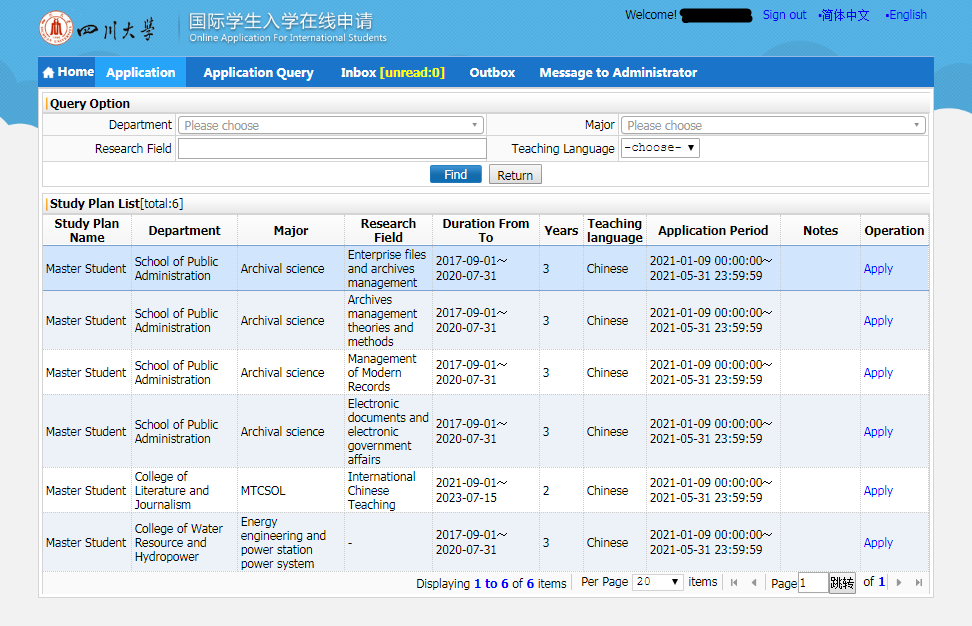 四川大学
国际学生入学在线申请
Online Application For International Students
Welcome! Sign out •简体中文 •English
Home Application Application Query Inbox [unread:0] Outbox Message to Administrator
Query Option
Department Please choose Major Please choose
Research Field Teaching Language -choose-
Find Return
Study Plan List[total:6]
Study Plan Name Department Major Research Field Duration From To Years Teaching language Application Period Notes Operation
Master Student School of Public Administration Archival science Enterprise files and archives management 2017-09-01～2020-07-31 3 Chinese 2021-01-09 00:00:00～2021-05-31 23:59:59 Apply
Master Student School of Public Administration Archival science Archives management theories and methods 2017-09-01～2020-07-31 3 Chinese 2021-01-09 00:00:00～2021-05-31 23:59:59 Apply
Master Student School of Public Administration Archival science Management of Modern Records 2017-09-01～2020-07-31 3 Chinese 2021-01-09 00:00:00～2021-05-31 23:59:59 Apply
Master Student School of Public Administration Archival science Electronic documents and electronic government affairs 2017-09-01～2020-07-31 3 Chinese 2021-01-09 00:00:00～2021-05-31 23:59:59 Apply
Master Student College of Literature and Journalism MTCSOL International Chinese Teaching 2021-09-01～2023-07-15 2 Chinese 2021-01-09 00:00:00～2021-05-31 23:59:59 Apply
Master Student College of Water Resource and Hydropower Energy engineering and power station power system - 2017-09-01～2020-07-31 3 Chinese 2021-01-09 00:00:00～2021-05-31 23:59:59 Apply
Displaying 1 to 6 of 6 items Per Page 20 items Page 1 跳转 of 1